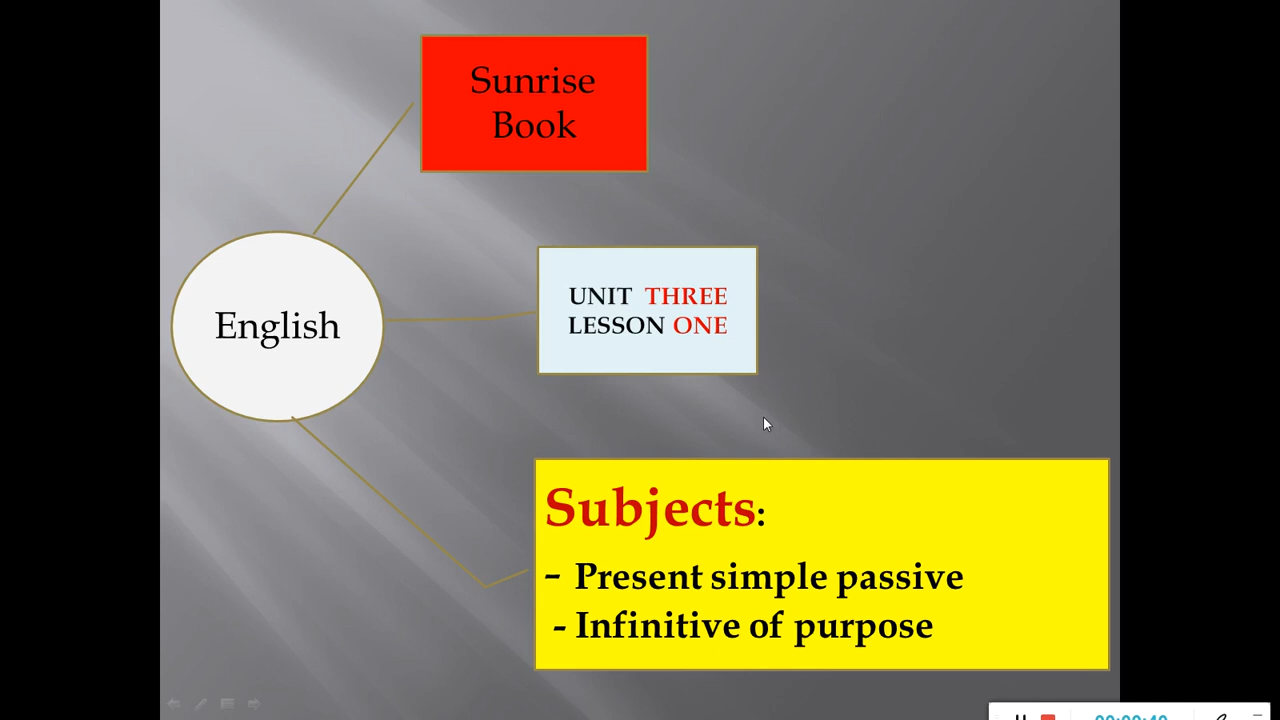 Sunrise
Book
English
UNIT THREE
LESSON ONE
Subjects:
- Present simple passive
- Infinitive of purpose